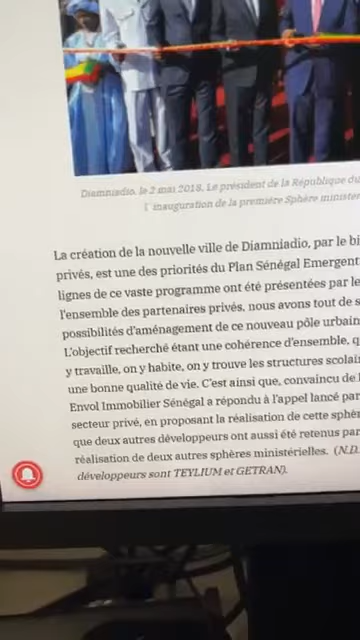 Diamniadio, le 2 mai 2018. Le président de la République du
l'inauguration de la première Sphère minister
La création de la nouvelle ville de Diamniadio, par le bi
privés, est une des priorités du Plan Sénégal Emergent
lignes de ce vaste programme ont été présentées par le
l'ensemble des partenaires privés, nous avons tout de s
possibilités d'aménagement de ce nouveau pôle urbain
L'objectif recherché étant une cohérence d'ensemble, q
y travaille, on y habite, on y trouve les structures scolai
une bonne qualité de vie. C'est ainsi que, convaincu de l
Envol Immobilier Sénégal a répondu à l'appel lancé par
secteur privé, en proposant la réalisation de cette sphèr
que deux autres développeurs ont aussi été retenus par
réalisation de deux autres sphères ministérielles. (N.D.
développeurs sont TEYLIUM et GETRAN).